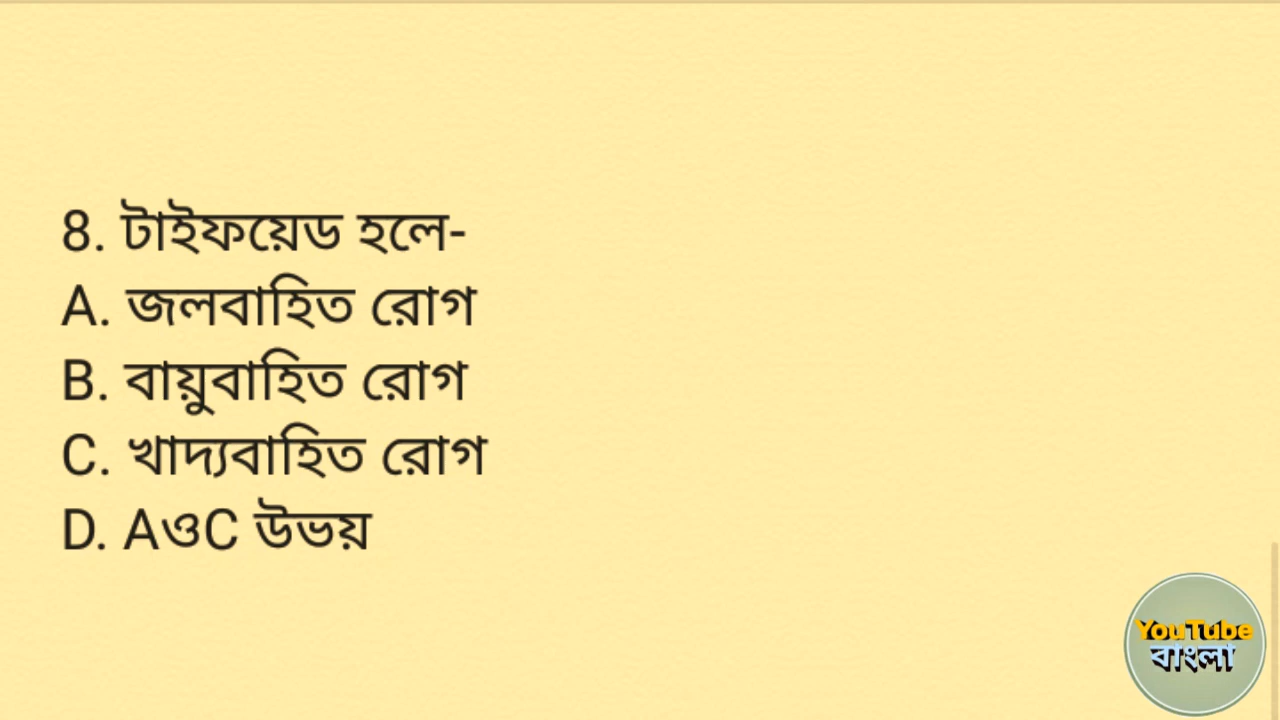 8. টাইফয়েড হলে-
A. জলবাহিত রোগ
B. বায়ুবাহিত রোগ
C. খাদ্যবাহিত রোগ
D. AওC উভয়
YouTube
বাংলা